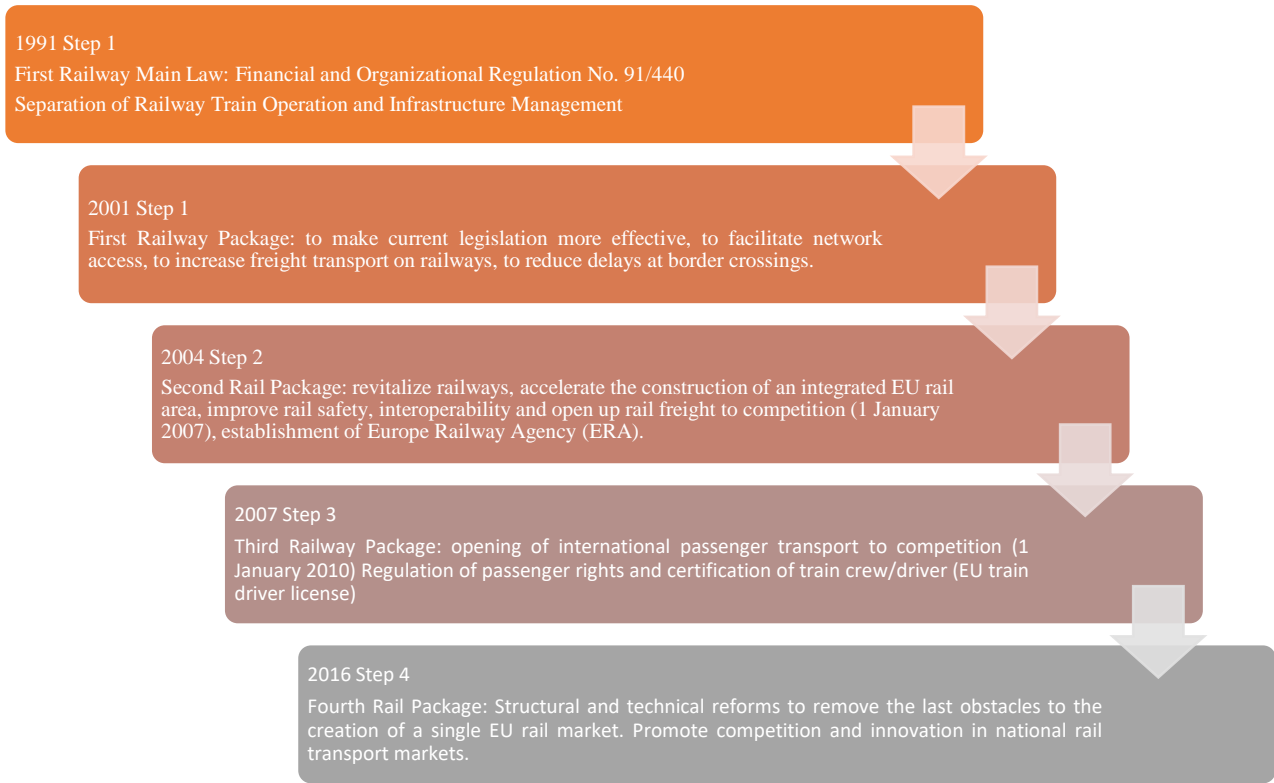 1991 Step 1
First Railway Main Law: Financial and Organizational Regulation No. 91/440
Separation of Railway Train Operation and Infrastructure Management
2001 Step 1
First Railway Package: to make current legislation more effective, to facilitate network
access, to increase freight transport on railways, to reduce delays at border crossings.
2004 Step 2
Second Rail Package: revitalize railways, accelerate the construction of an integrated EU rail
area, improve rail safety, interoperability and open up rail freight to competition (1 January
2007), establishment of Europe Railway Agency (ERA).
2007 Step 3
Third Railway Package: opening of international passenger transport to competition (1
January 2010) Regulation of passenger rights and certification of train crew/driver (EU train
driver license)
2016 Step 4
Fourth Rail Package: Structural and technical reforms to remove the last obstacles to the
creation of a single EU rail market. Promote competition and innovation in national rail
transport markets.